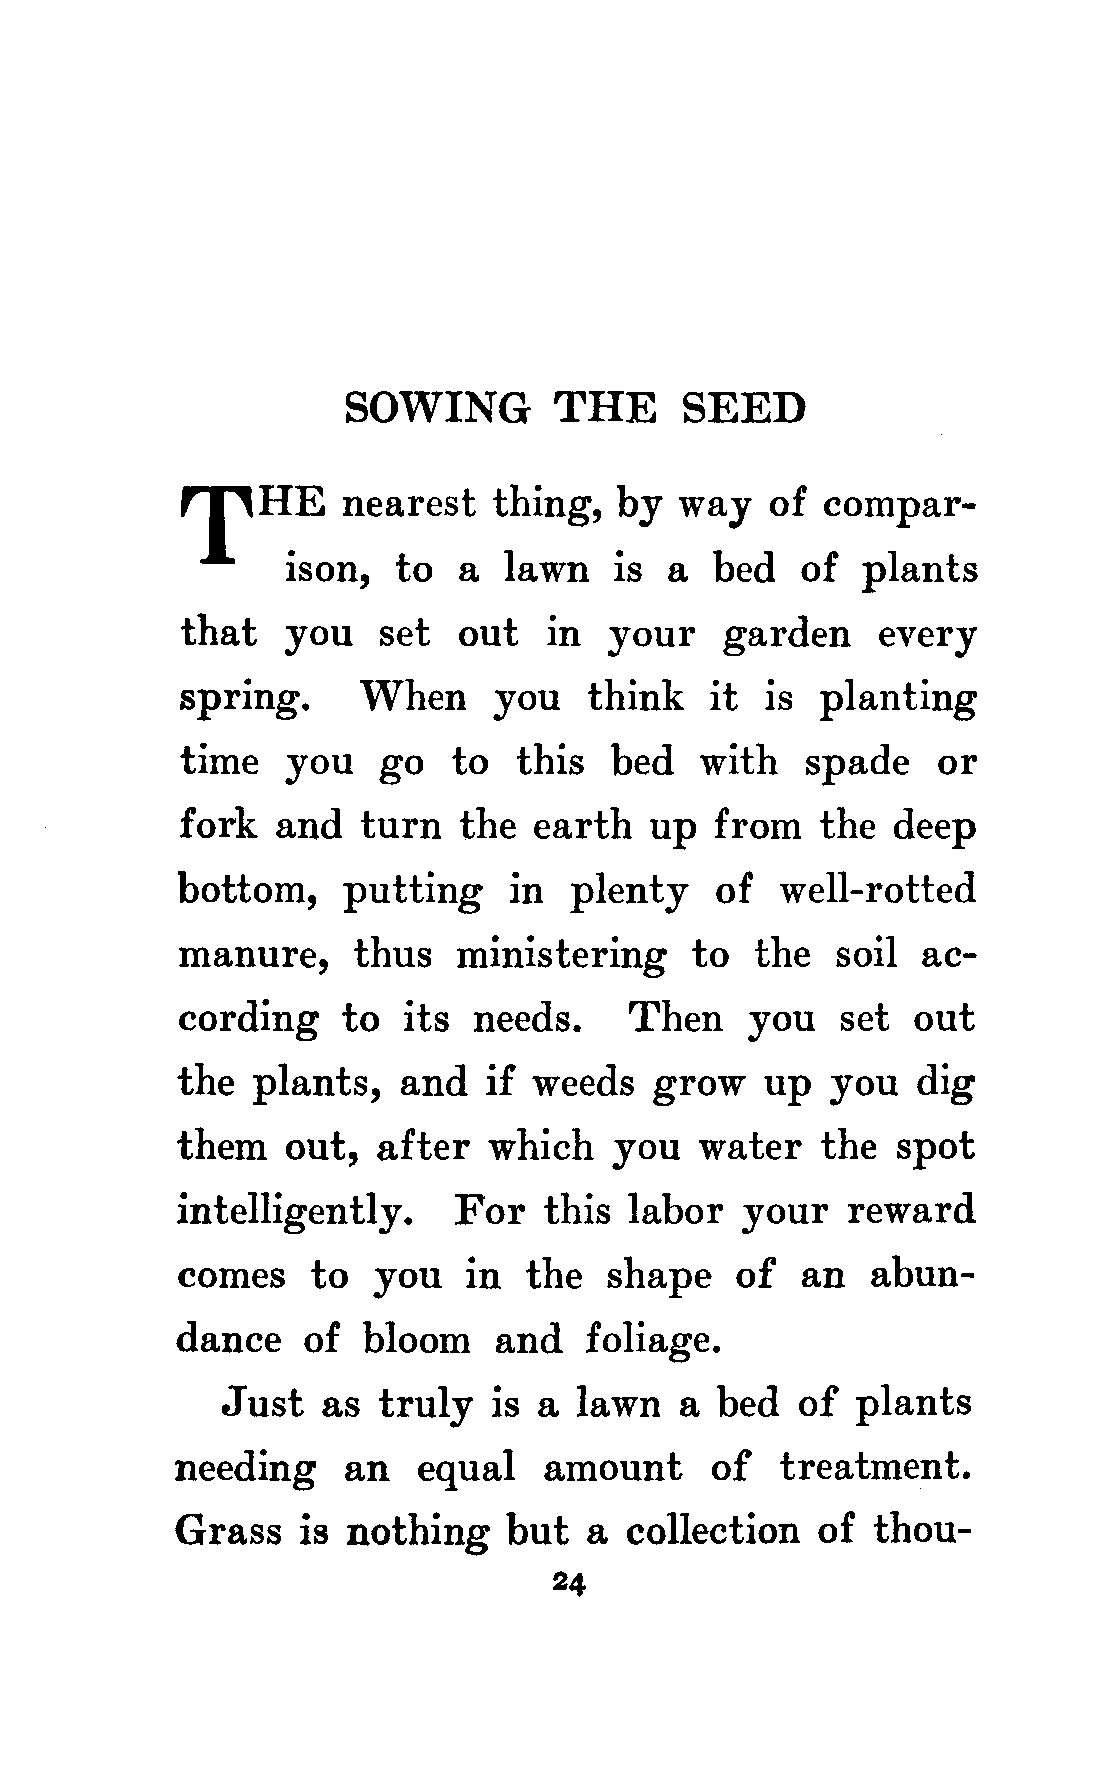 SOWING THE SEED
THE nearest thing, by way of compar-
ison, to a lawn is a bed of plants
that you set out in your garden every
spring. When you think it is planting
time you go to this bed with spade or
fork and turn the earth up from the deep
bottom, putting in plenty of well-rotted
manure, thus ministering to the soil ac-
cording to its needs. Then you set out
the plants, and if weeds grow up you dig
them out, after which you water the spot
intelligently. For this labor your reward
comes to you in the shape of an abun-
dance of bloom and foliage.
Just as truly is a lawn a bed of plants
needing an equal amount of treatment.
Grass is nothing but a collection of thou-
24